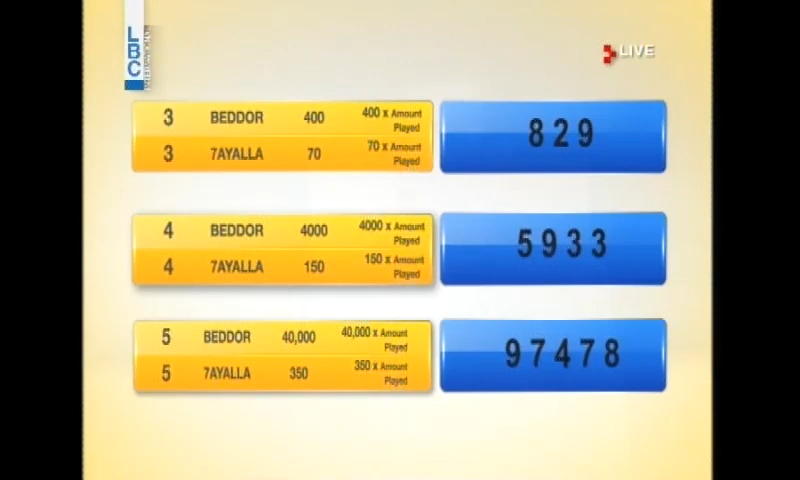 LBC
INTERNATIONAL
LIVE
3 BEDDOR 400 400 x Amount Played
3 7AYALLA 70 70 x Amount Played
829
4 BEDDOR 4000 4000 x Amount Played
4 7AYALLA 150 150 x Amount Played
5933
5 BEDDOR 40,000 40,000 x Amount Played
5 7AYALLA 350 350 x Amount Played
97478